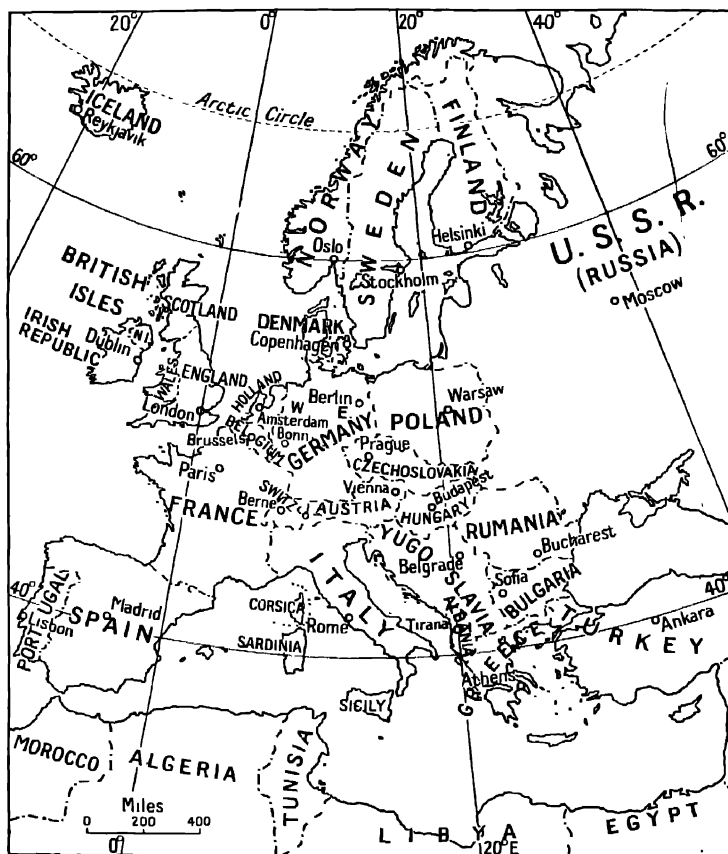 20° 0° 20° 40°
ICELAND
Reykjavik
Arctic Circle
60° 60°
NORWAY
SWEDEN
FINLAND
Oslo
Stockholm
Helsinki
U. S. S. R.
(RUSSIA)
Moscow
BRITISH
ISLES
SCOTLAND
N I
IRISH
REPUBLIC
Dublin
WALES
ENGLAND
London
DENMARK
Copenhagen
HOLLAND
Amsterdam
BELPGIUM
Brussels
W E
GERMANY
Berlin
Bonn
POLAND
Warsaw
Prague
CZECHOSLOVAKIA
Paris
FRANCE
SWITZ
Berne
Vienna
AUSTRIA
Budapest
HUNGARY
RUMANIA
Bucharest
YUGO SLAVIA
Belgrade
Sofia
BULGARIA
ITALY
Rome
CORSICA
SARDINIA
SICILY
Tirana
ALBANIA
GREECE
Athens
TURKEY
Ankara
40° 40°
PORTUGAL
Lisbon
SPAIN
Madrid
MOROCCO
ALGERIA
TUNISIA
LIBYA
EGYPT
Miles
0 200 400
0° 20°E